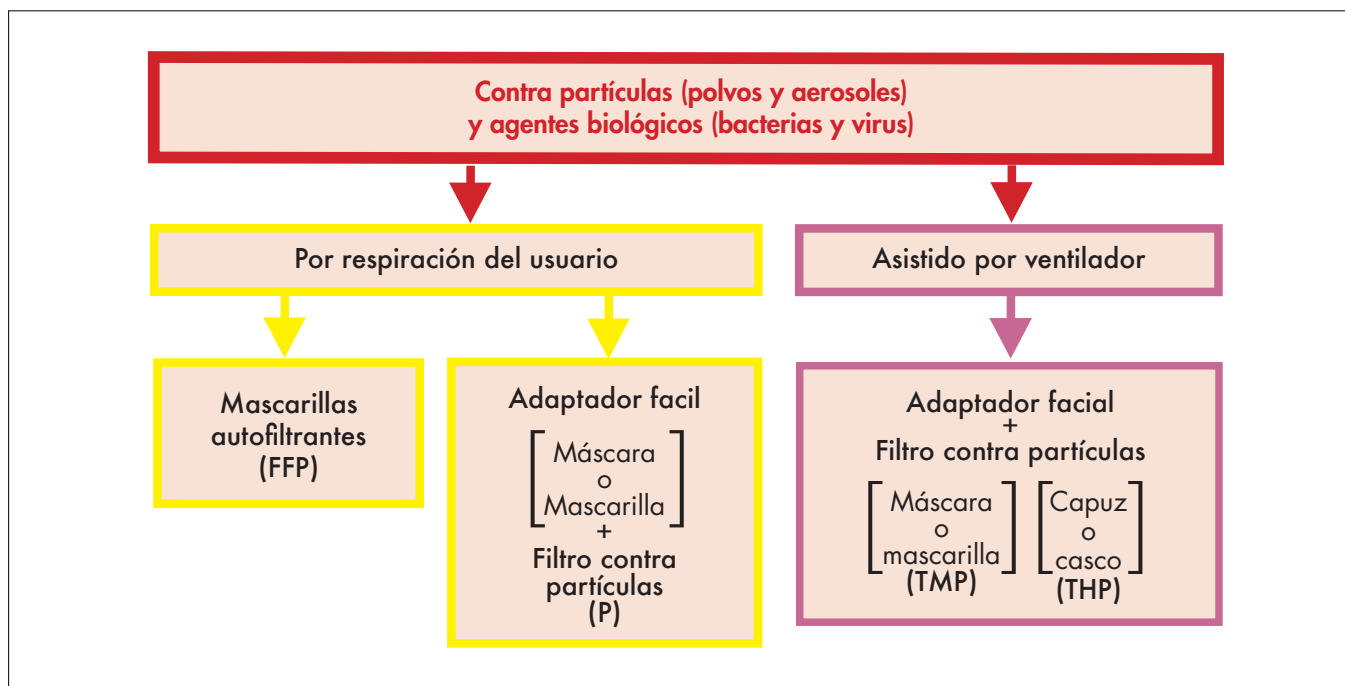 Contra partículas (polvos y aerosoles)
y agentes biológicos (bacterias y virus)
Por respiración del usuario
Asistido por ventilador
Mascarillas
autofiltrantes
(FFP)
Adaptador facil
Máscara
o
Mascarilla
+
Filtro contra
partículas
(P)
Adaptador facial
+
Filtro contra partículas
Máscara
o
mascarilla
(TMP)
Capuz
o
casco
(THP)